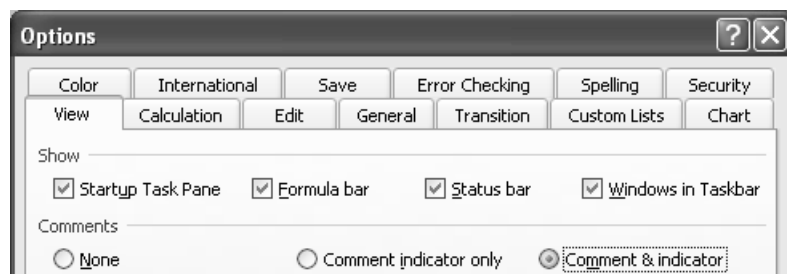 Options
Color International Save Error Checking Spelling Security
View Calculation Edit General Transition Custom Lists Chart
Show
Startup Task Pane Formula bar Status bar Windows in Taskbar
Comments
None Comment indicator only Comment & indicator